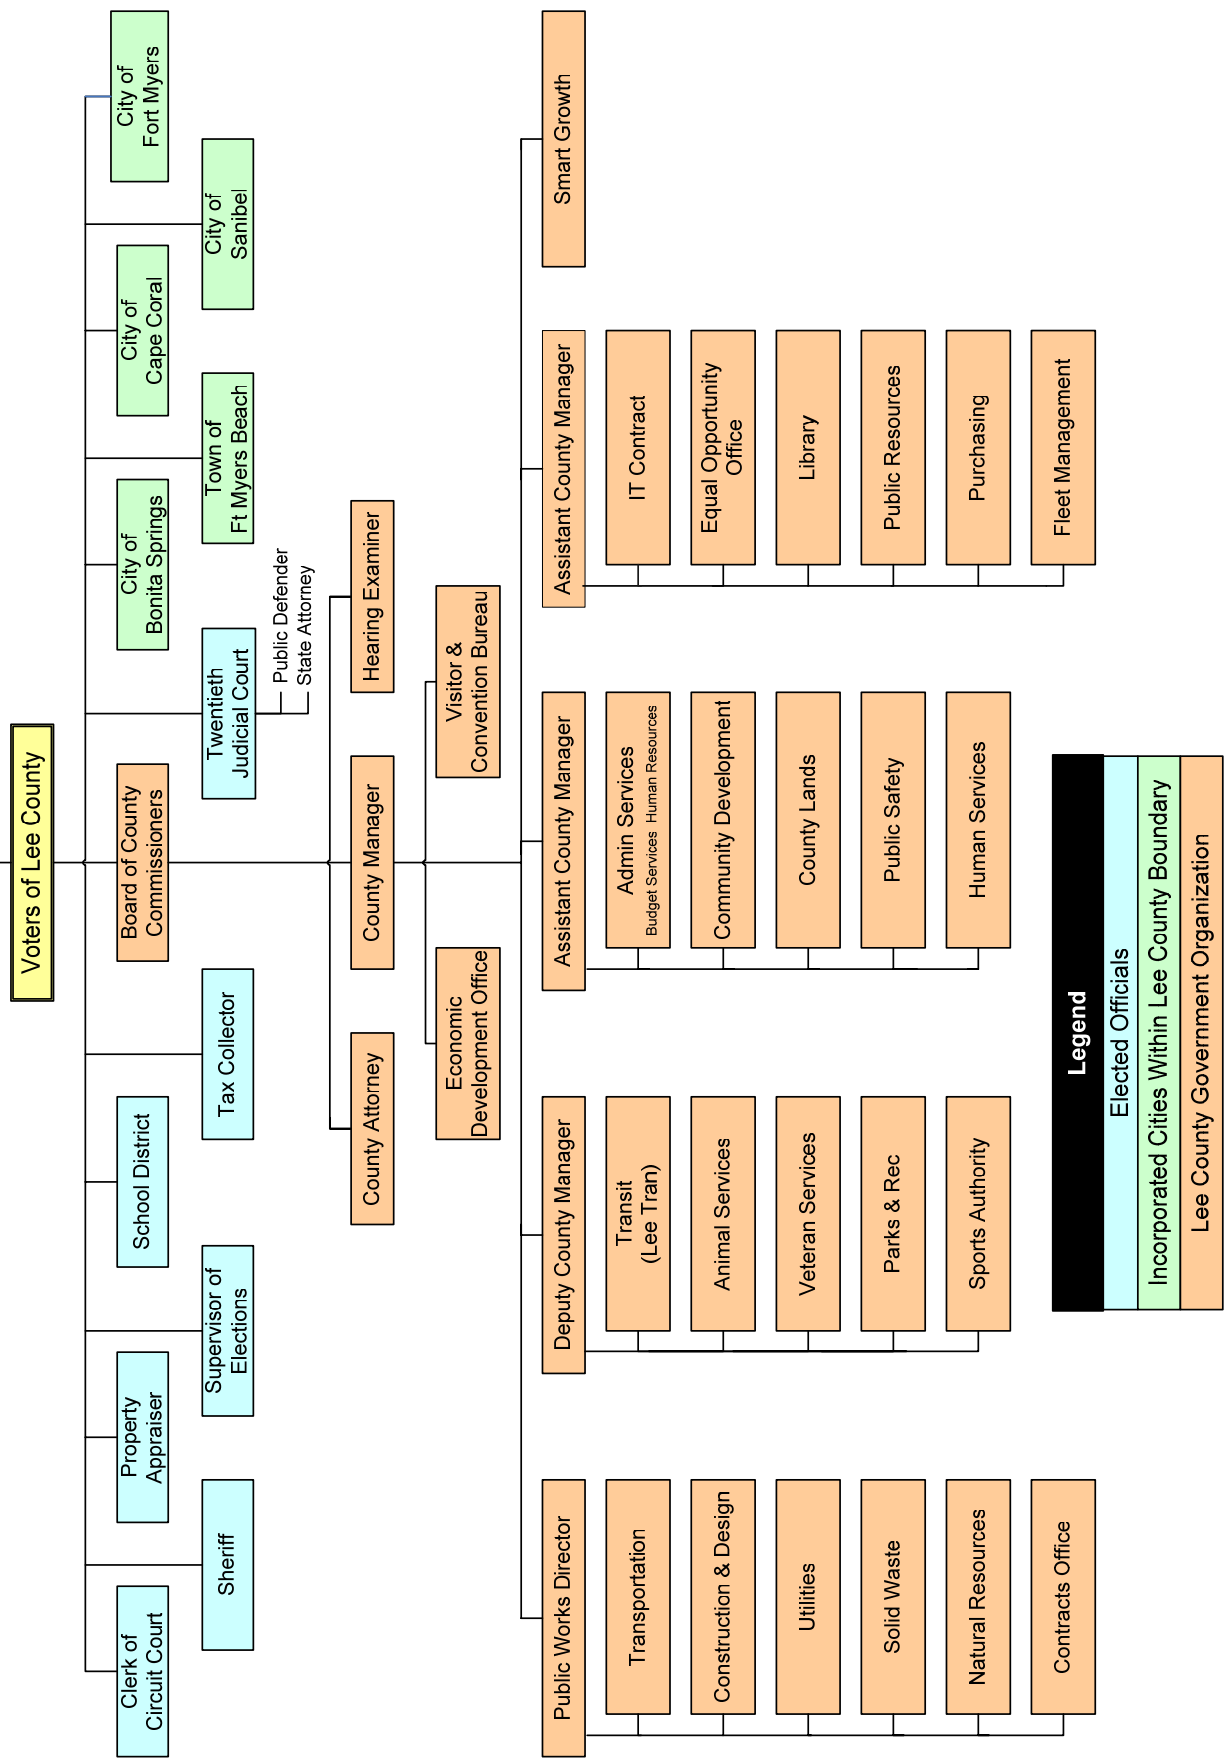 Voters of Lee County
Clerk of
Circuit Court
Property
Appraiser
School District
Board of County
Commissioners
City of
Bonita Springs
City of
Cape Coral
City of
Fort Myers
Sheriff
Supervisor of
Elections
Tax Collector
Twentieth
Judicial Court
Town of
Ft Myers Beach
City of
Sanibel
Public Defender
State Attorney
County Attorney
County Manager
Hearing Examiner
Economic
Development Office
Visitor &
Convention Bureau
Public Works Director
Transportation
Construction & Design
Utilities
Solid Waste
Natural Resources
Contracts Office
Deputy County Manager
Transit
(Lee Tran)
Animal Services
Veteran Services
Parks & Rec
Sports Authority
Assistant County Manager
Admin Services
Budget Services Human Resources
Community Development
County Lands
Public Safety
Human Services
Assistant County Manager
IT Contract
Equal Opportunity
Office
Library
Public Resources
Purchasing
Fleet Management
Smart Growth
Legend
Elected Officials
Incorporated Cities Within Lee County Boundary
Lee County Government Organization